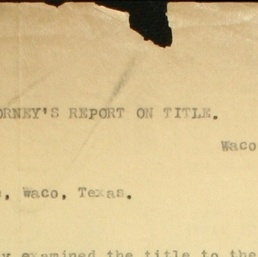 ORNEY'S REPORT ON TITLE.
Waco
, Waco, Texas.
y examined the title to the